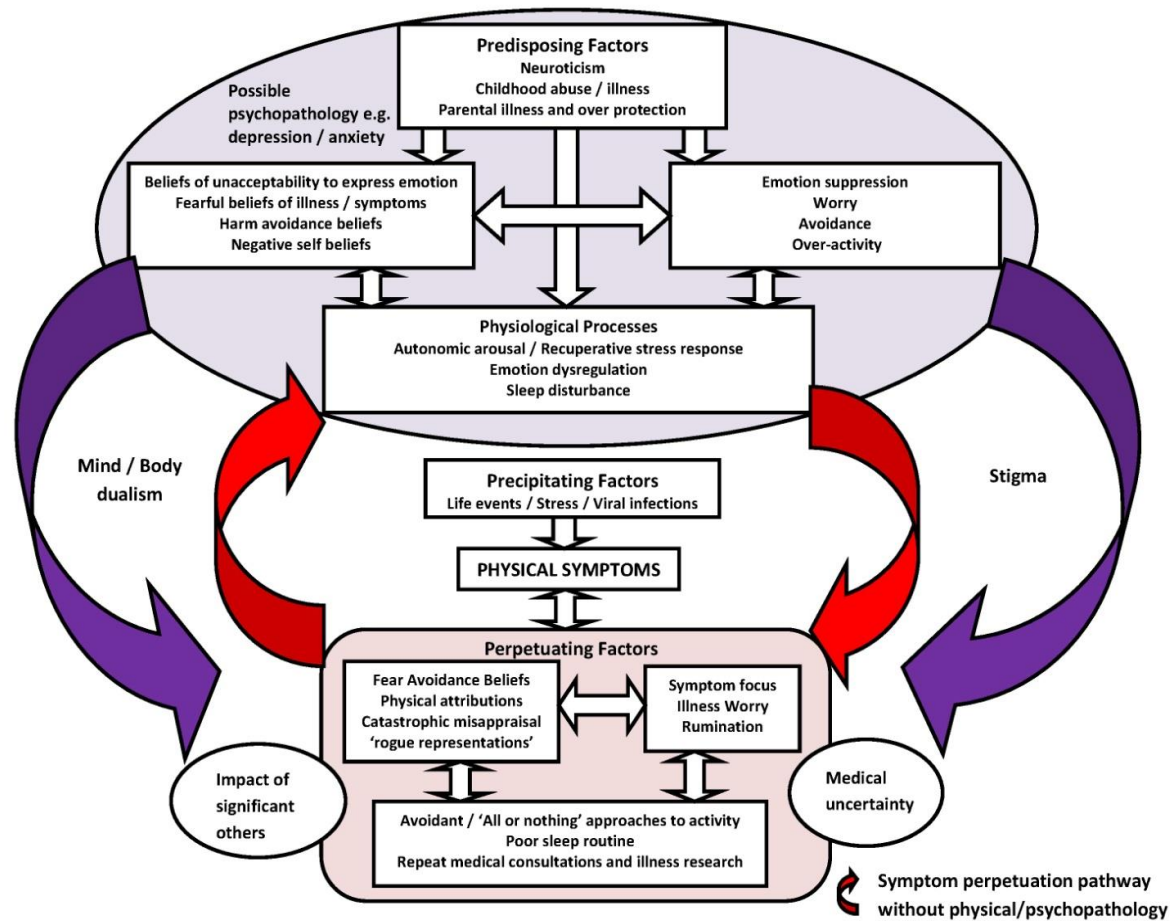 Predisposing Factors
Neuroticism
Childhood abuse / illness
Parental illness and over protection
Possible
psychopathology e.g.
depression / anxiety
Beliefs of unacceptability to express emotion
Fearful beliefs of illness / symptoms
Harm avoidance beliefs
Negative self beliefs
Emotion suppression
Worry
Avoidance
Over-activity
Physiological Processes
Autonomic arousal / Recuperative stress response
Emotion dysregulation
Sleep disturbance
Mind / Body
dualism
Stigma
Precipitating Factors
Life events / Stress / Viral infections
PHYSICAL SYMPTOMS
Perpetuating Factors
Fear Avoidance Beliefs
Physical attributions
Catastrophic misappraisal
‘rogue representations’
Symptom focus
Illness Worry
Rumination
Impact of
significant
others
Medical
uncertainty
Avoidant / ‘All or nothing’ approaches to activity
Poor sleep routine
Repeat medical consultations and illness research
Symptom perpetuation pathway
without physical/psychopathology